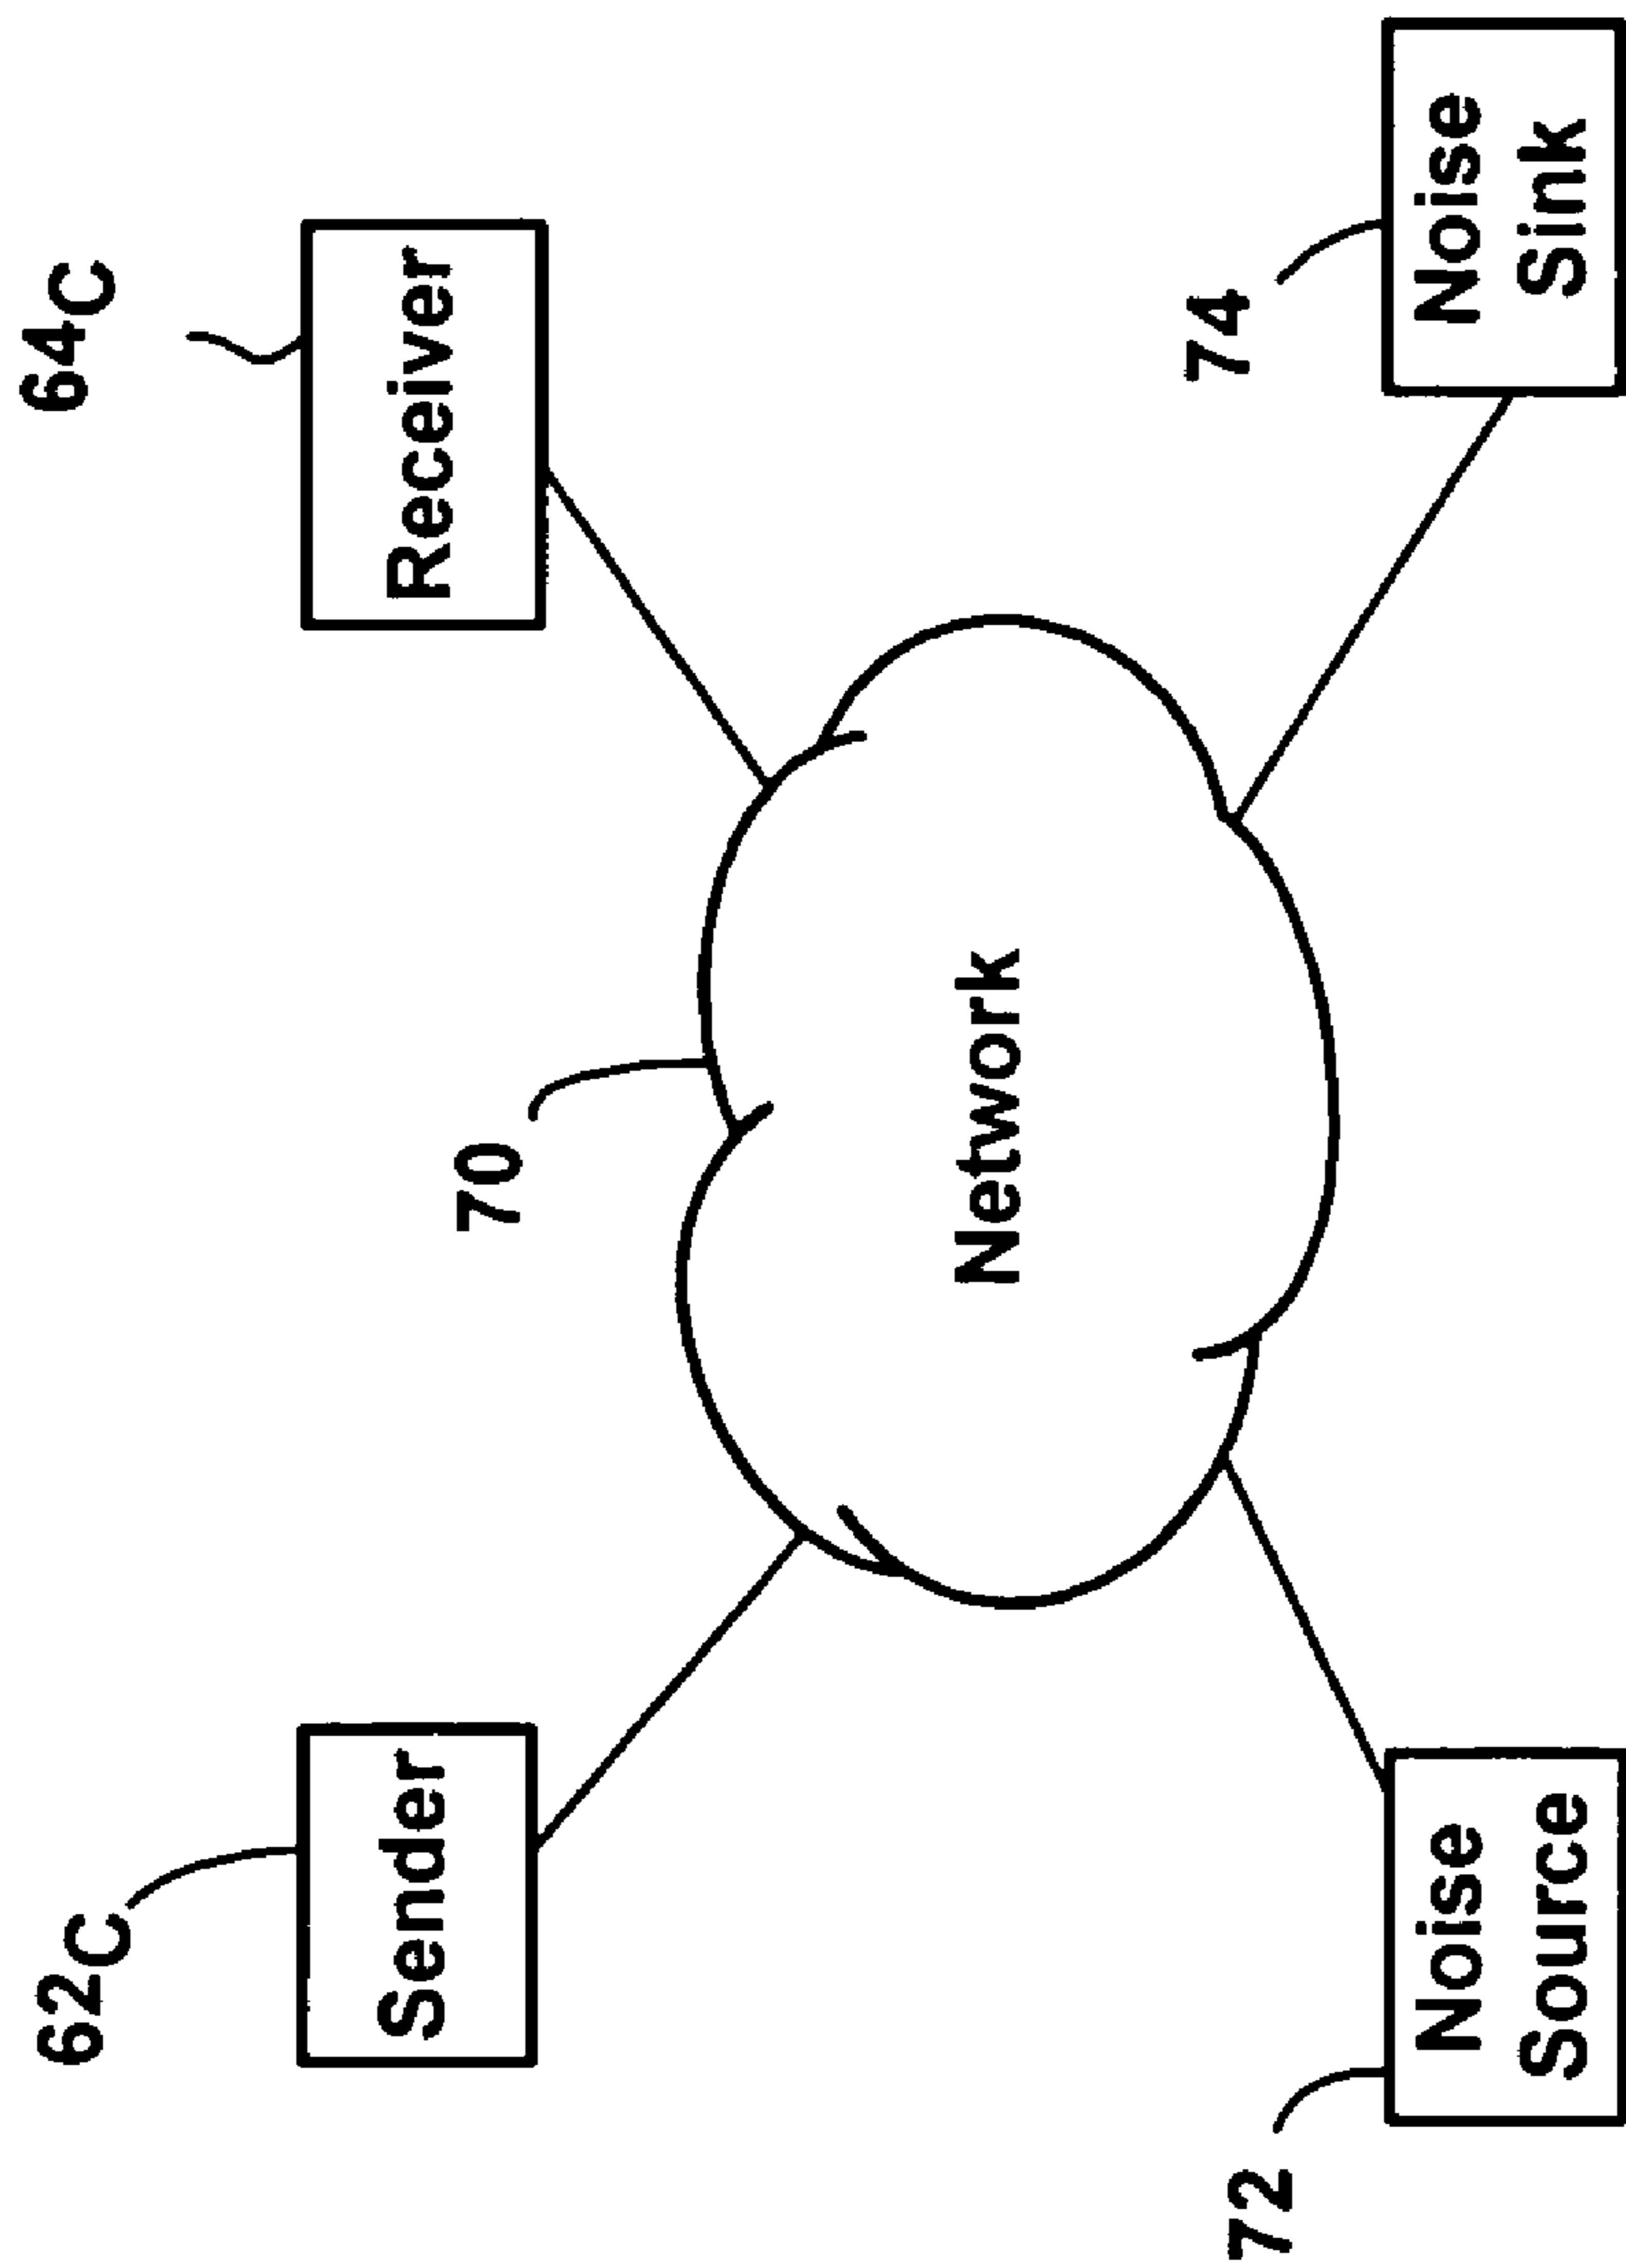 62C
64C
Sender
Receiver
70
Network
72
74
Noise
Source
Noise
Sink